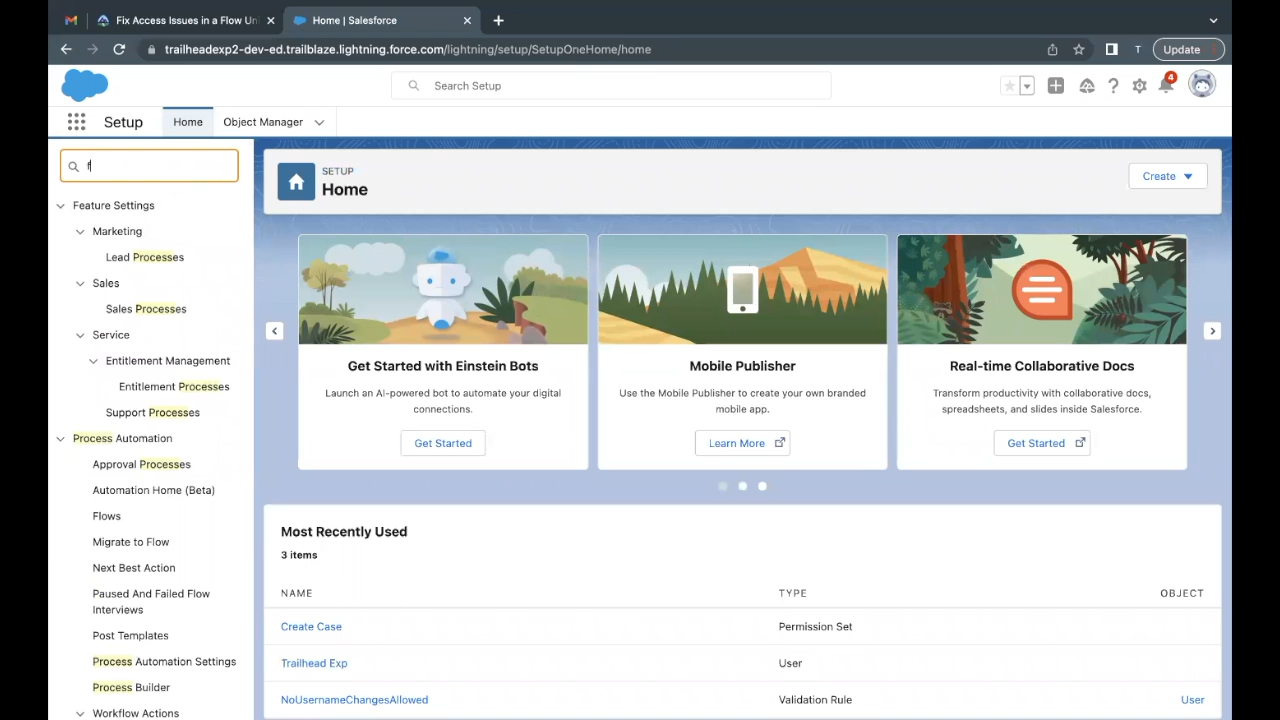 Fix Access Issues in a Flow Uni
Home | Salesforce
trailheadexp2-dev-ed.trailblaze.lightning.force.com/lightning/setup/SetupOneHome/home
T
Update
Search Setup
4
Setup
Home
Object Manager
f
Feature Settings
Marketing
Lead Processes
Sales
Sales Processes
Service
Entitlement Management
Entitlement Processes
Support Processes
Process Automation
Approval Processes
Automation Home (Beta)
Flows
Migrate to Flow
Next Best Action
Paused And Failed Flow
Interviews
Post Templates
Process Automation Settings
Process Builder
Workflow Actions
SETUP
Home
Create
Get Started with Einstein Bots
Launch an AI-powered bot to automate your digital
connections.
Get Started
Mobile Publisher
Use the Mobile Publisher to create your own branded
mobile app.
Learn More
Real-time Collaborative Docs
Transform productivity with collaborative docs,
spreadsheets, and slides inside Salesforce.
Get Started
Most Recently Used
3 items
NAME TYPE OBJECT
Create Case Permission Set
Trailhead Exp User
NoUsernameChangesAllowed Validation Rule User